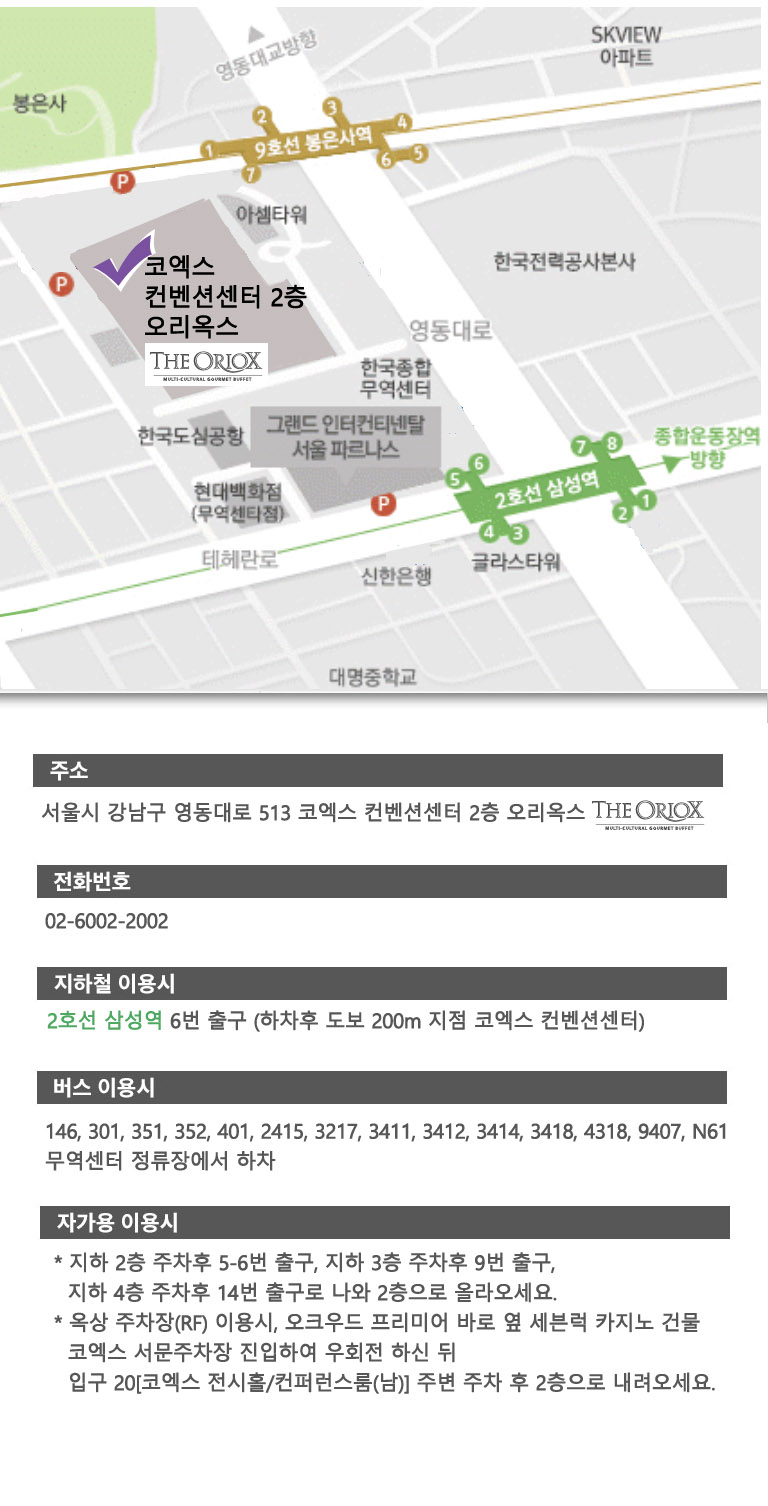 SKVIEW
아파트
영동대교방향
봉은사
1
2
3
4
9호선 봉은사역
7
6
5
P
아셈타워
P
코엑스
컨벤션센터 2층
오리옥스
THE ORIOX
MULTI-CULTURAL GOURMET BUFFET
한국전력공사본사
영동대로
한국종합
무역센터
그랜드 인터컨티넨탈
서울 파르나스
한국도심공항
현대백화점
(무역센타점)
P
5
6
7
8
2호선 삼성역
4
3
2
1
종합운동장역
방향
테헤란로
신한은행
글라스타워
대명중학교
주소
서울시 강남구 영동대로 513 코엑스 컨벤션센터 2층 오리옥스 THE ORIOX
MULTI-CULTURAL GOURMET BUFFET
전화번호
02-6002-2002
지하철 이용시
2호선 삼성역 6번 출구 (하차후 도보 200m 지점 코엑스 컨벤션센터)
버스 이용시
146, 301, 351, 352, 401, 2415, 3217, 3411, 3412, 3414, 3418, 4318, 9407, N61
무역센터 정류장에서 하차
자가용 이용시
* 지하 2층 주차후 5-6번 출구, 지하 3층 주차후 9번 출구,
지하 4층 주차후 14번 출구로 나와 2층으로 올라오세요.
* 옥상 주차장(RF) 이용시, 오크우드 프리미어 바로 옆 세븐럭 카지노 건물
코엑스 서문주차장 진입하여 우회전 하신 뒤
입구 20[코엑스 전시홀/컨퍼런스룸(남)] 주변 주차 후 2층으로 내려오세요.